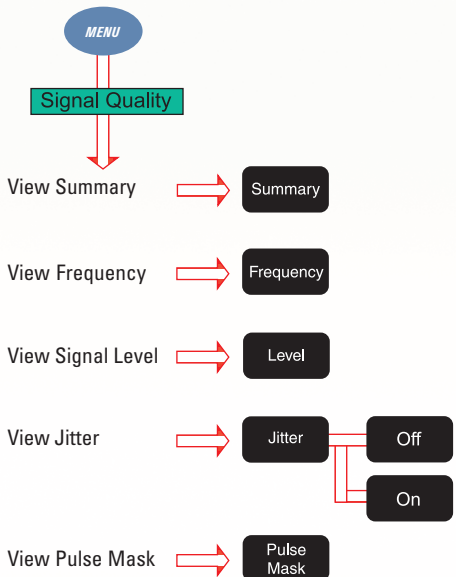 MENU
Signal Quality
View Summary
Summary
View Frequency
Frequency
View Signal Level
Level
View Jitter
Jitter
Off
On
View Pulse Mask
Pulse
Mask